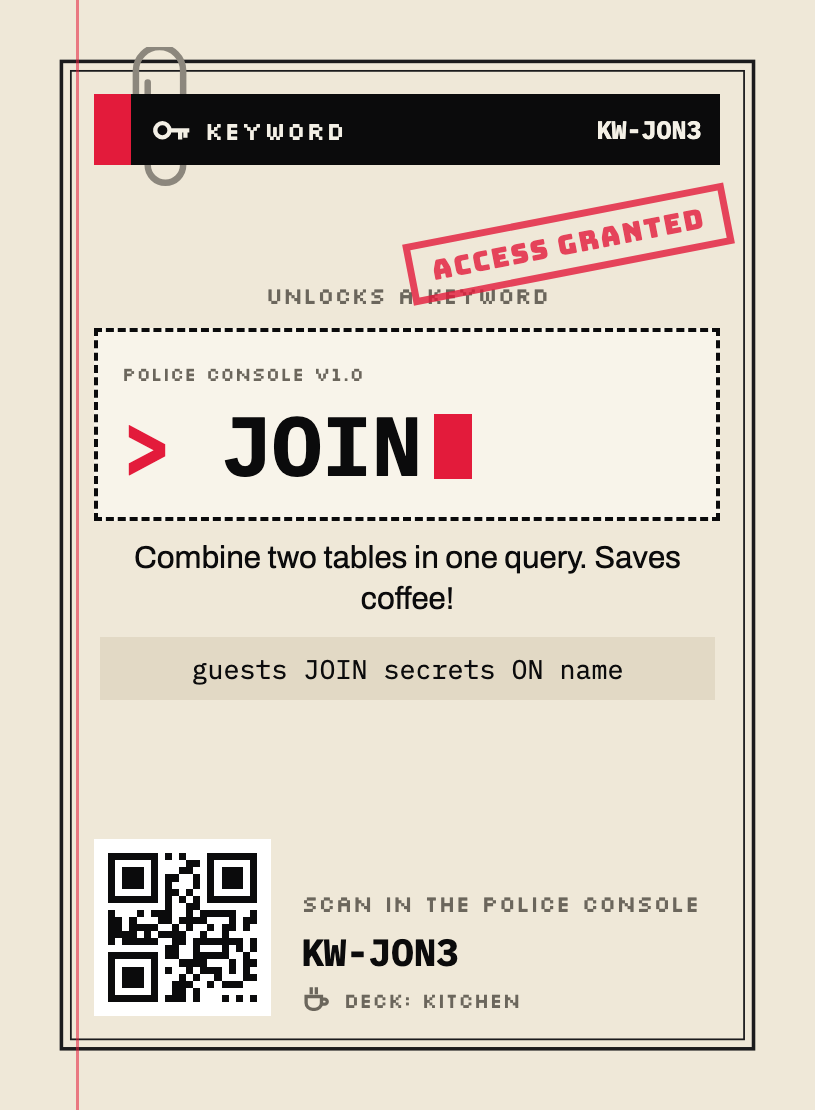 KEYWORD KW-JON3
ACCESS GRANTED
UNLOCKS A KEYWORD
POLICE CONSOLE V1.0
> JOIN
Combine two tables in one query. Saves
coffee!
guests JOIN secrets ON name
SCAN IN THE POLICE CONSOLE
KW-JON3
DECK: KITCHEN